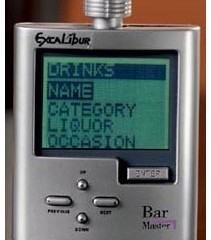 EXCALIBUR
DRINKS
NAME
CATEGORY
LIQUOR
OCCASION
ENTER
UP
PREVIOUS
NEXT
DOWN
Bar
Master